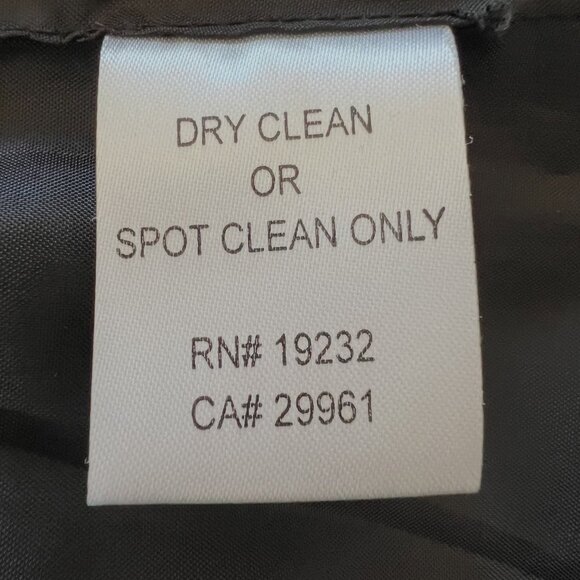 DRY CLEAN
OR
SPOT CLEAN ONLY
RN# 19232
CA# 29961